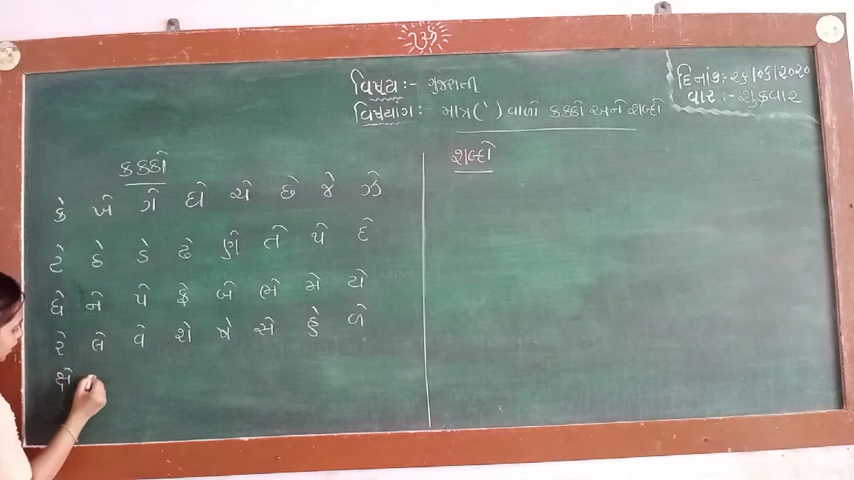 ૐ
વિષય :- ગુજરાતી
વિષયાંગ : માત્ર ( ે ) વાળો કક્કો અને શબ્દો
દિનાંક:- ૨૬/૦૬/૨૦૨૦
વાર :- શુક્રવાર
કક્કો
કે ખે ગે ઘે ચે છે જે ઝે
ટે ઠે ડે ઢે ણે તે થે દે
ધે ને પે ફે બે ભે મે યે
રે લે વે શે ષે સે હે ળે
ક્ષે
શબ્દો